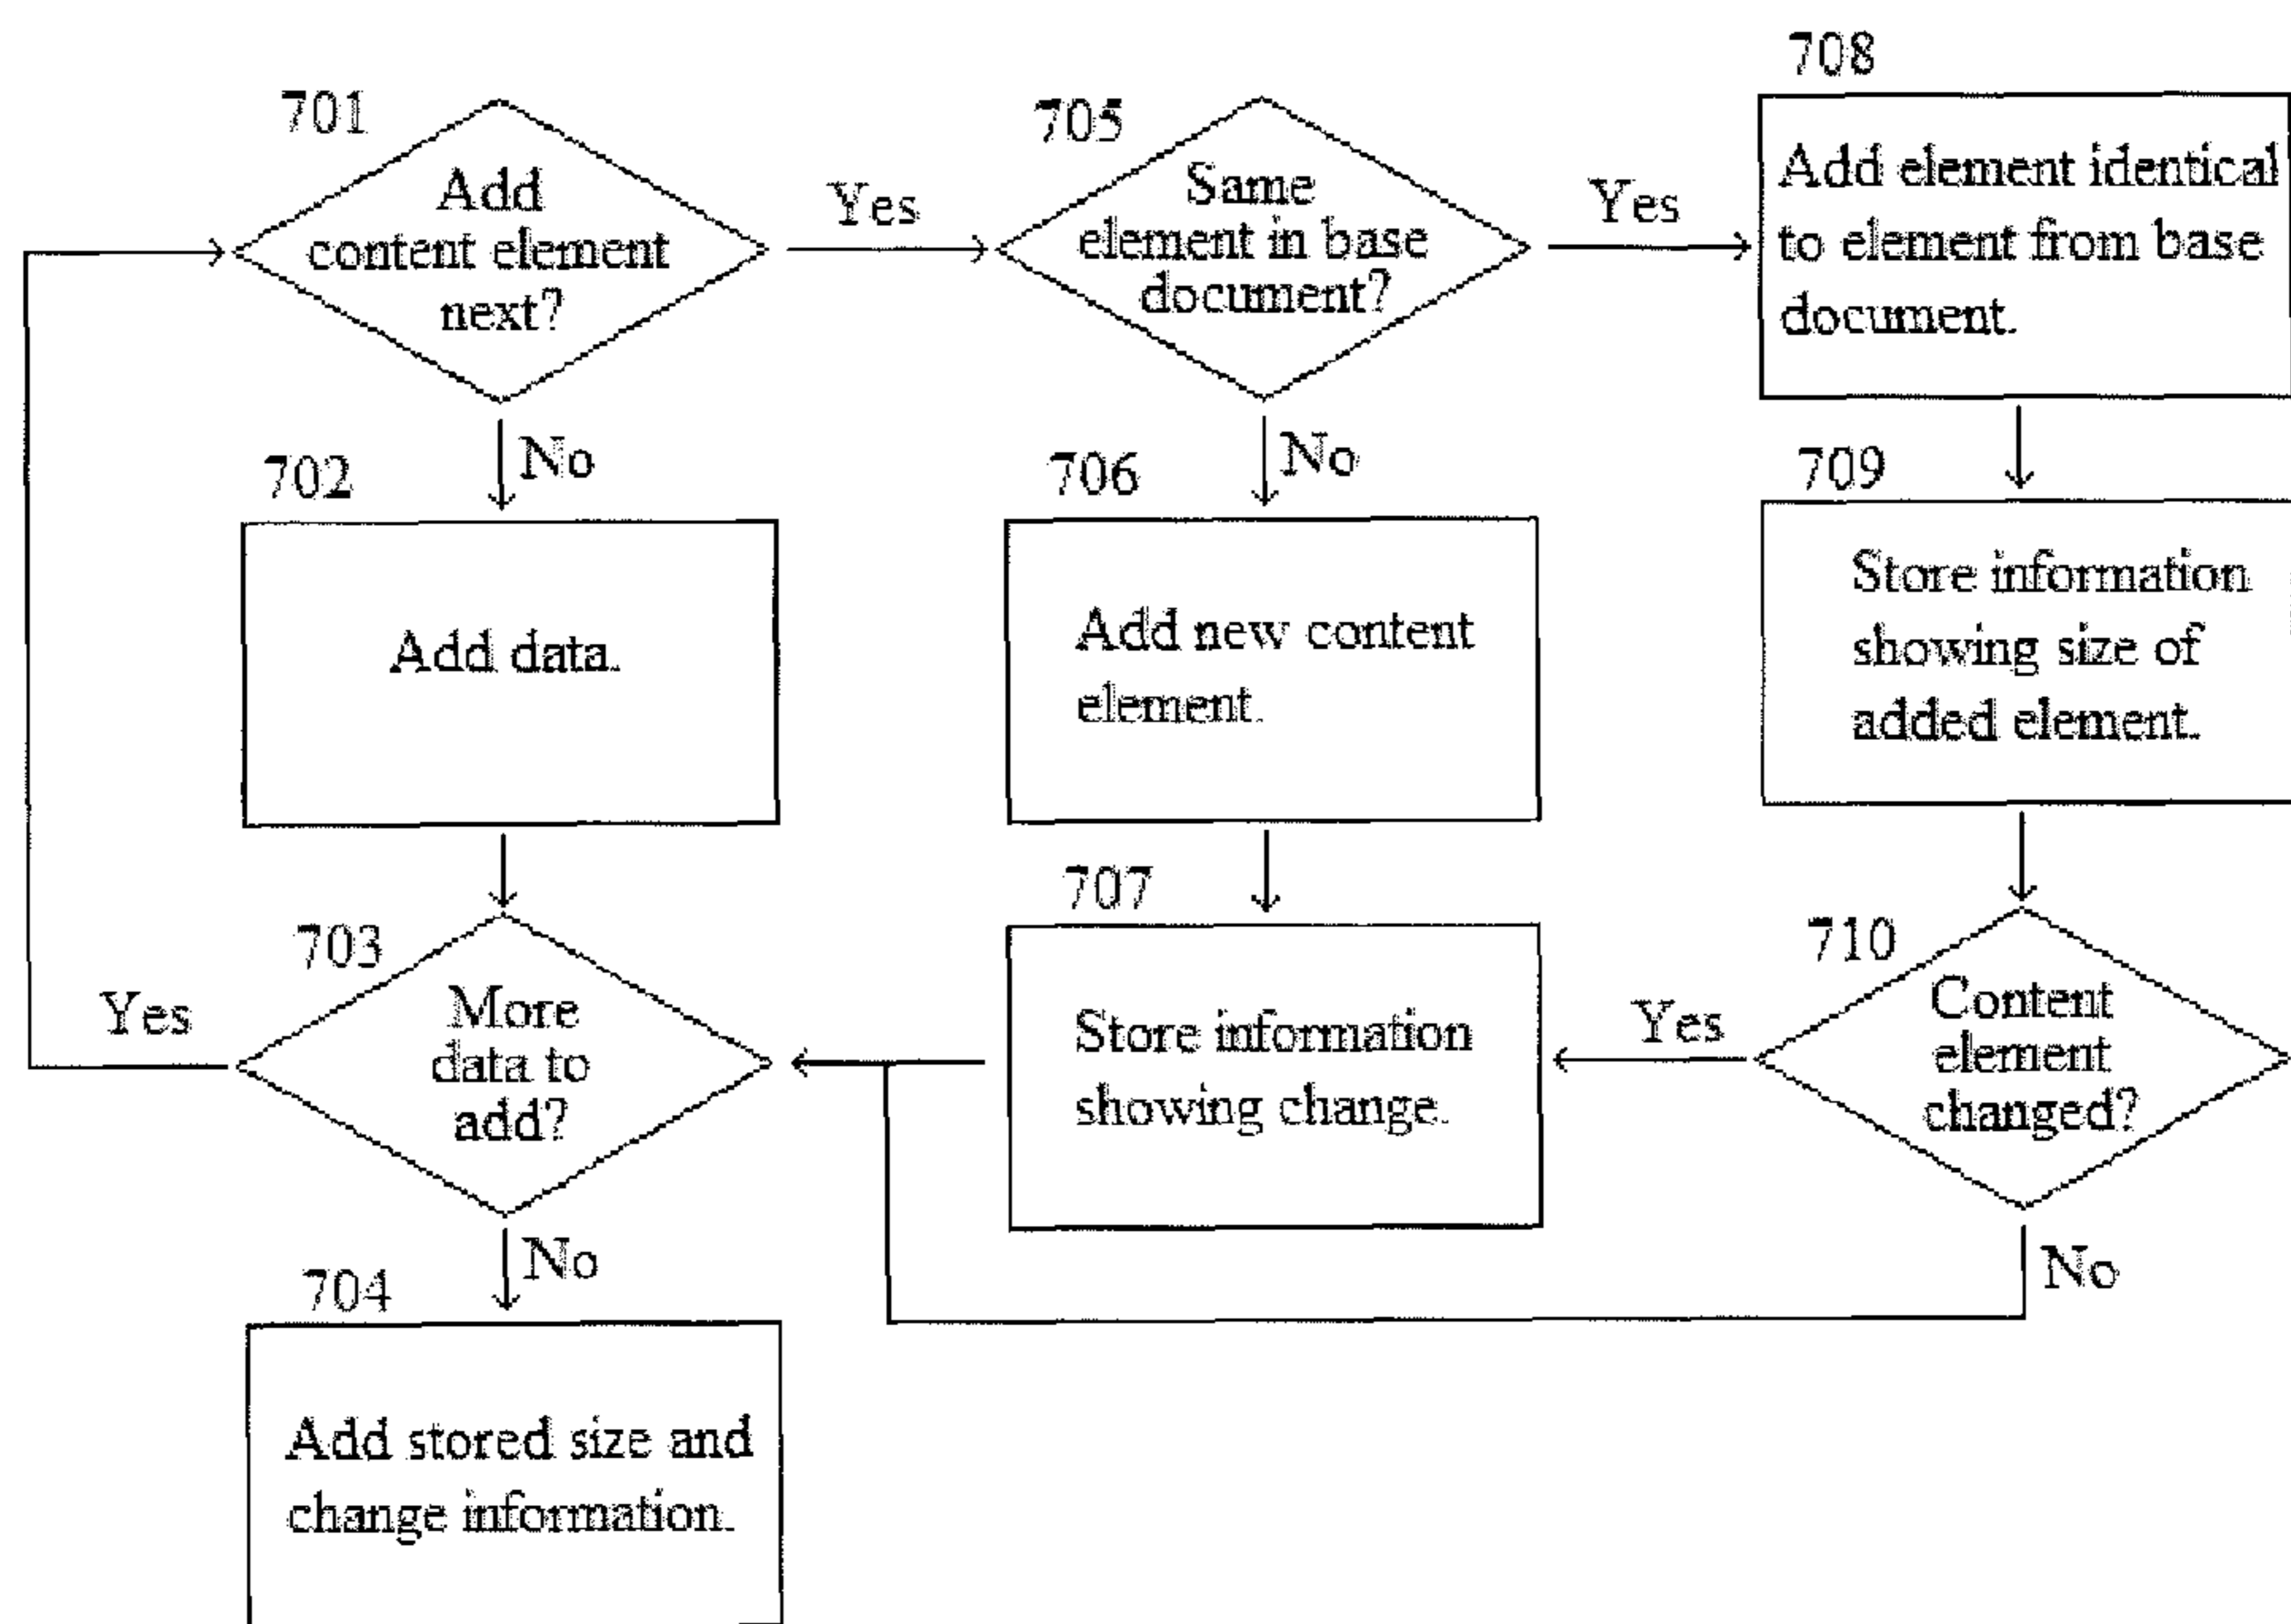 701
Add
content element
next?
Yes
705
Same
element in base
document?
Yes
708
Add element identical
to element from base
document.
No
702
Add data.
No
706
Add new content
element.
709
Store information
showing size of
added element.
703
More
data to
add?
Yes
707
Store information
showing change.
Yes
710
Content
element
changed?
No
No
704
Add stored size and
change information.